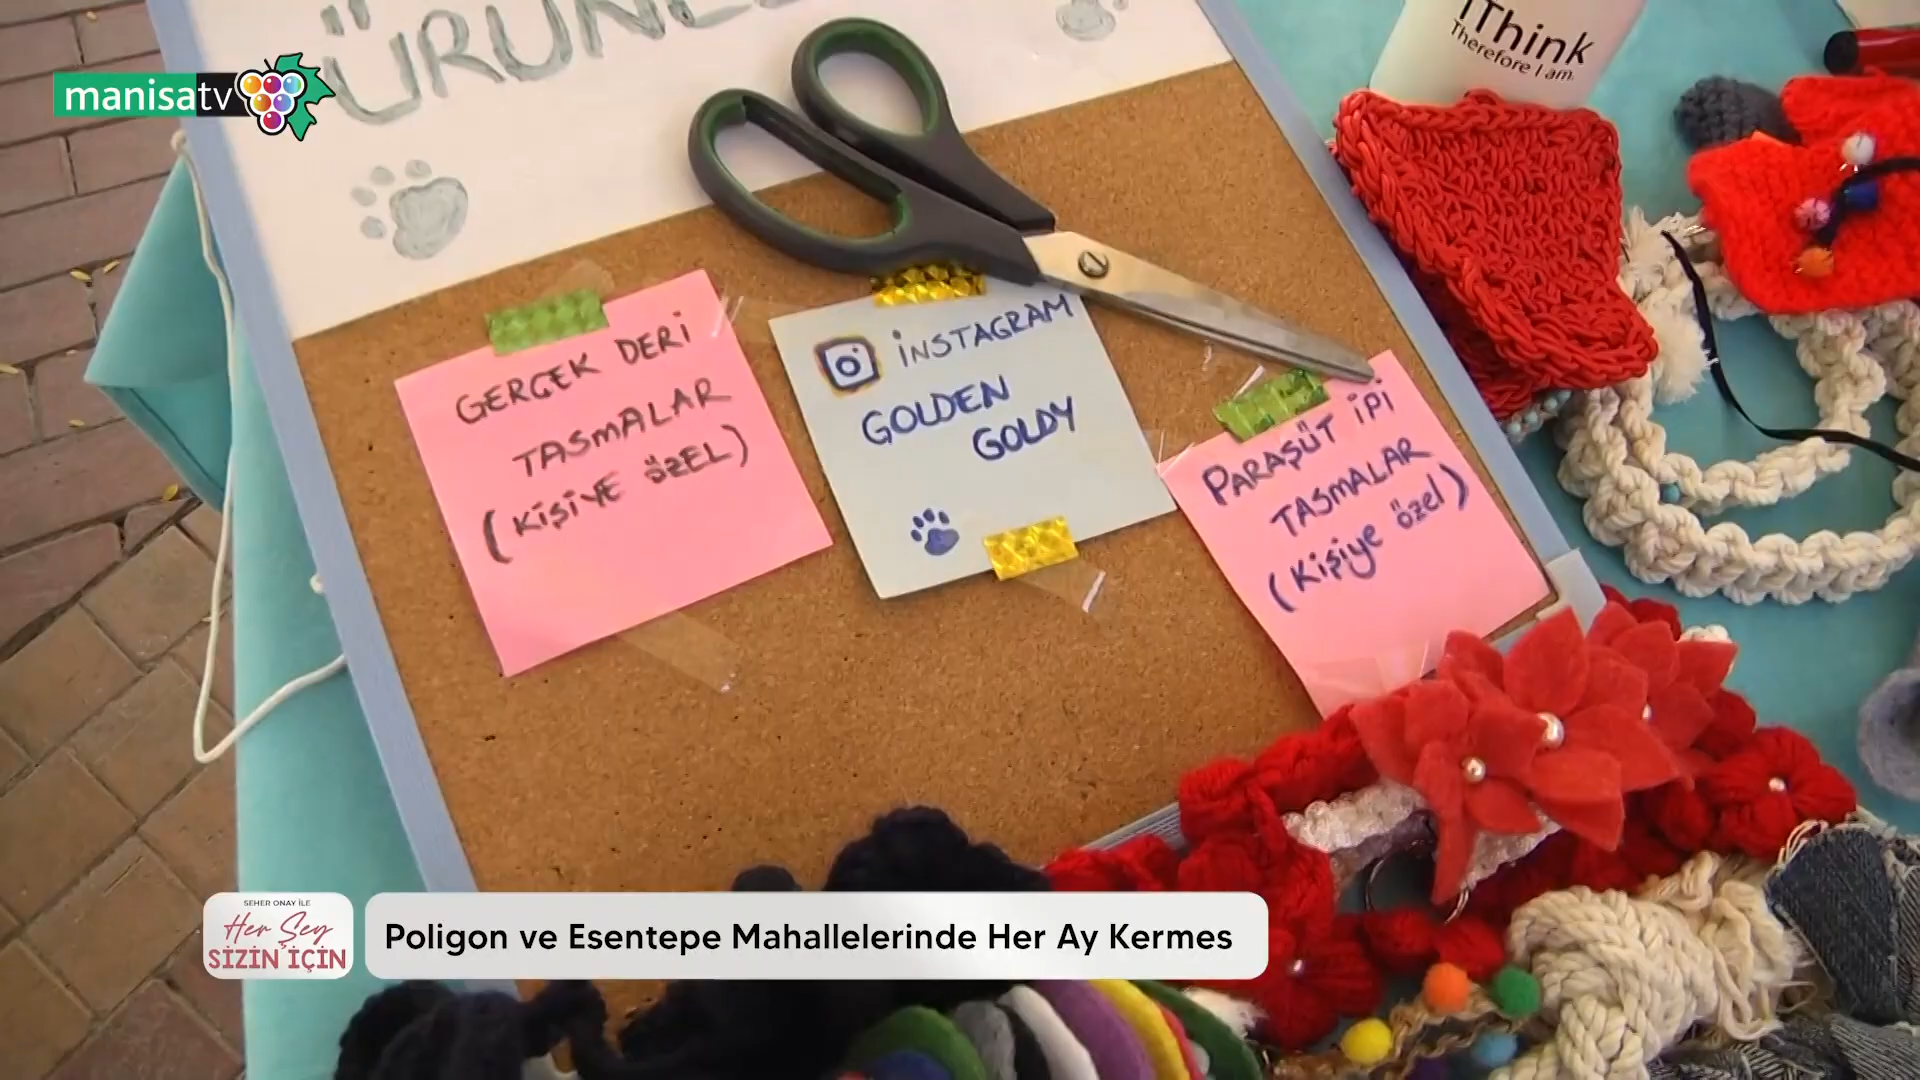 manisatv
iThink
Therefore I am.
GERÇEK DERİ
TASMALAR
(KİŞİYE ÖZEL)
İNSTAGRAM
GOLDEN
GOLDY
PARAŞÜT İPİ
TASMALAR
(Kişiye özel)
SEHER ONAY İLE
Her Şey
SİZİN İÇİN
Poligon ve Esentepe Mahallelerinde Her Ay Kermes